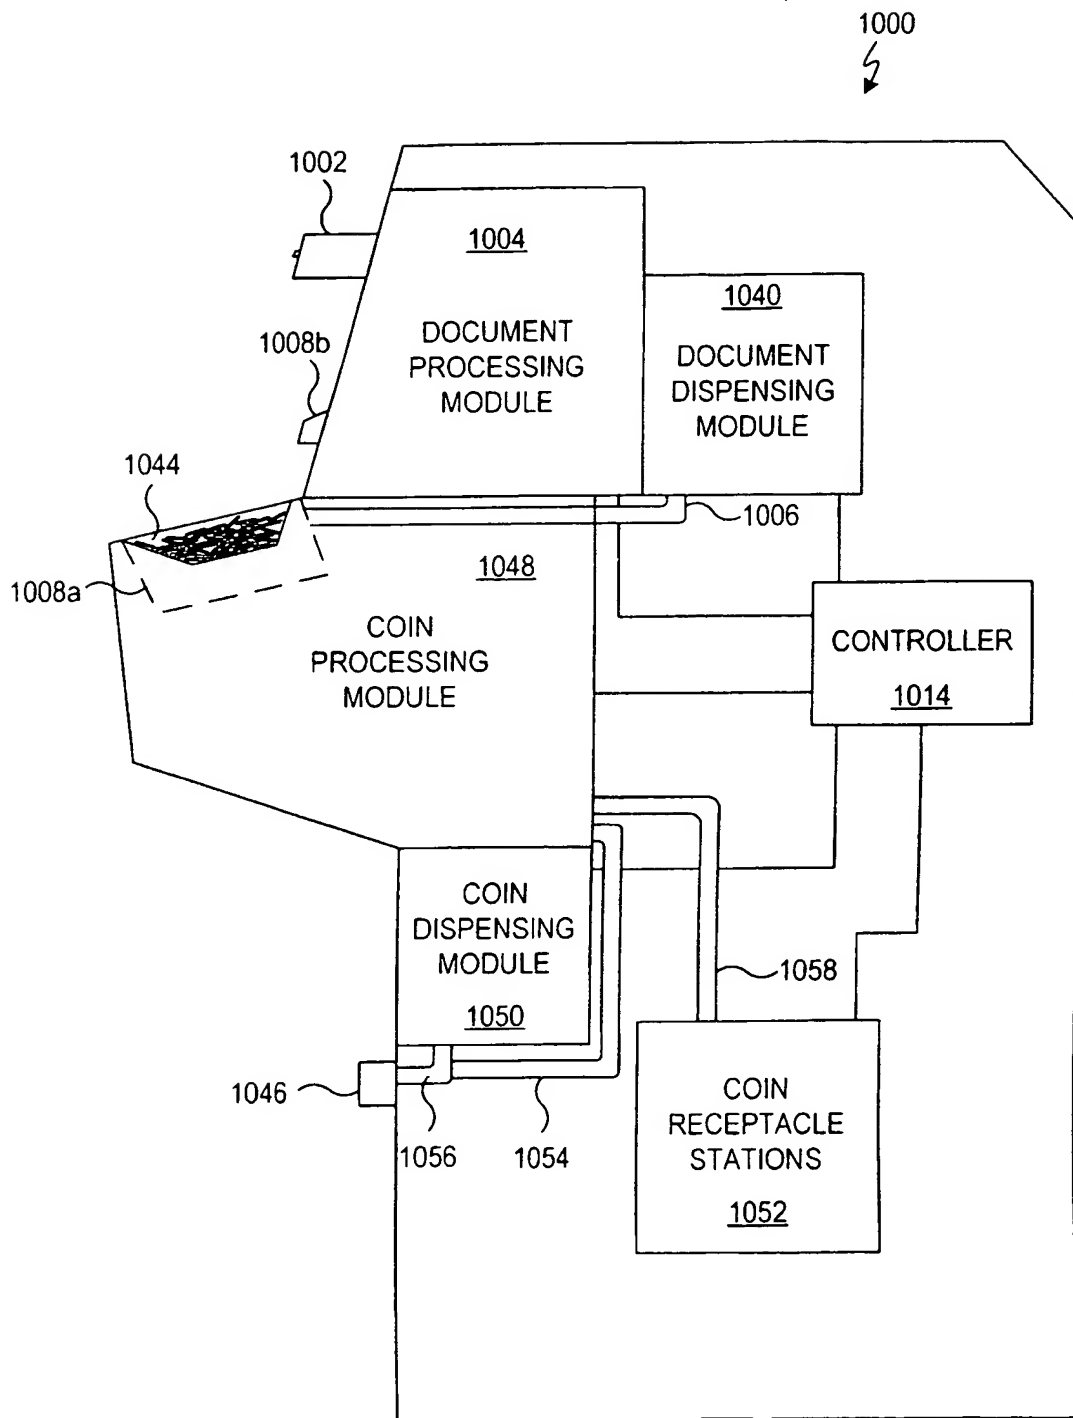 1000
1002
1004
DOCUMENT
PROCESSING
MODULE
1040
DOCUMENT
DISPENSING
MODULE
1008b
1044
1006
1008a
1048
COIN
PROCESSING
MODULE
CONTROLLER
1014
COIN
DISPENSING
MODULE
1050
1058
1046
1056
1054
COIN
RECEPTACLE
STATIONS
1052